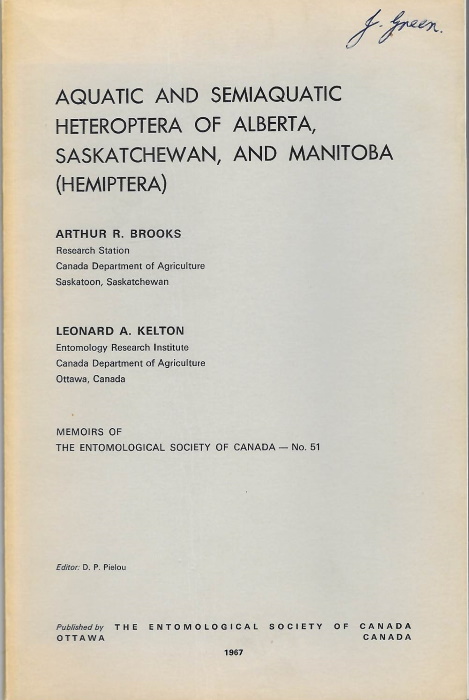 J. Green.
AQUATIC AND SEMIAQUATIC
HETEROPTERA OF ALBERTA,
SASKATCHEWAN, AND MANITOBA
(HEMIPTERA)
ARTHUR R. BROOKS
Research Station
Canada Department of Agriculture
Saskatoon, Saskatchewan
LEONARD A. KELTON
Entomology Research Institute
Canada Department of Agriculture
Ottawa, Canada
MEMOIRS OF
THE ENTOMOLOGICAL SOCIETY OF CANADA — No. 51
Editor: D. P. Pielou
Published by THE ENTOMOLOGICAL SOCIETY OF CANADA
OTTAWA CANADA
1967